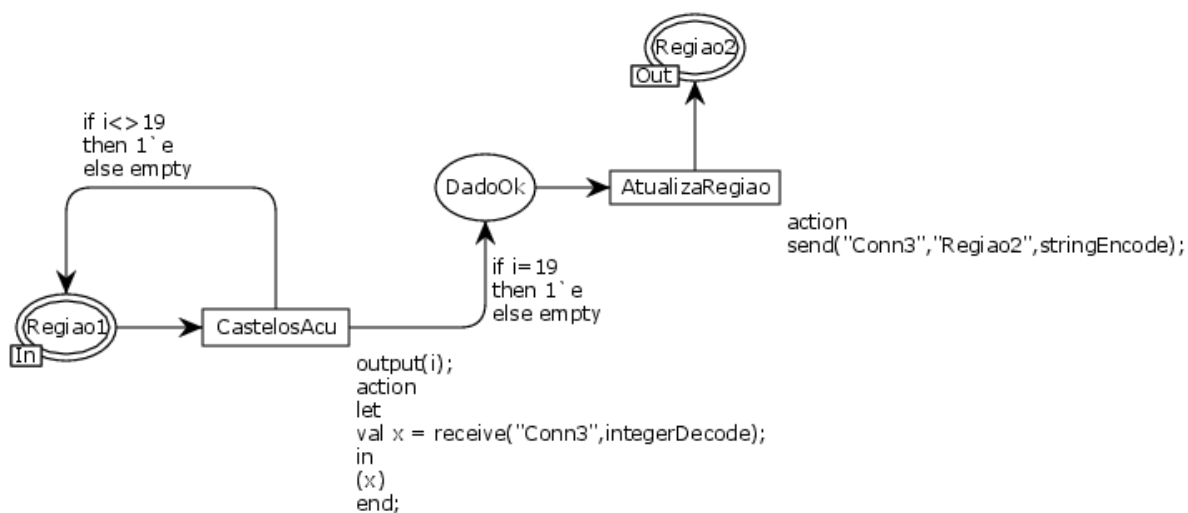 Regiao2
Out
if i<>19
then 1`e
else empty
DadoOk
AtualizaRegiao
action
send("Conn3","Regiao2",stringEncode);
if i=19
then 1`e
else empty
Regiao1
In
CastelosAcu
output(i);
action
let
val x = receive("Conn3",integerDecode);
in
(x)
end;